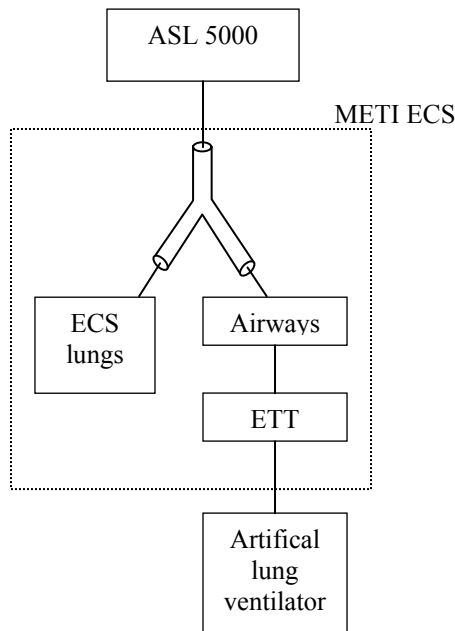 ASL 5000
METI ECS
ECS
lungs
Airways
ETT
Artifical
lung
ventilator